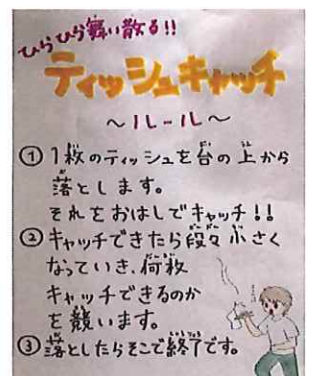 ひらひら舞い散る!!
ティッシュキャッチ
～ルール～
① 1枚のティッシュを台の上から
落とします。
それをおはしでキャッチ!!
② キャッチできたら段々小さく
なっていき、何枚
キャッチできるのか
を競います。
③ 落としたらそこで終了です。